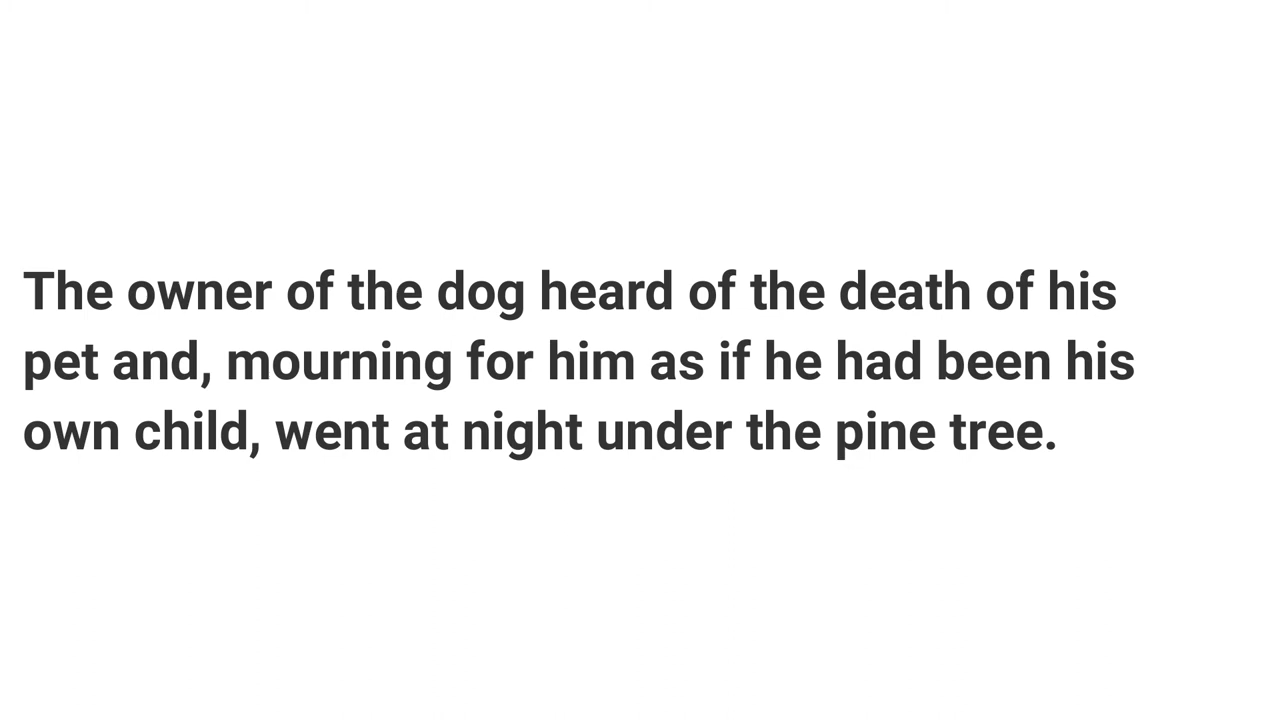 The owner of the dog heard of the death of his
pet and, mourning for him as if he had been his
own child, went at night under the pine tree.